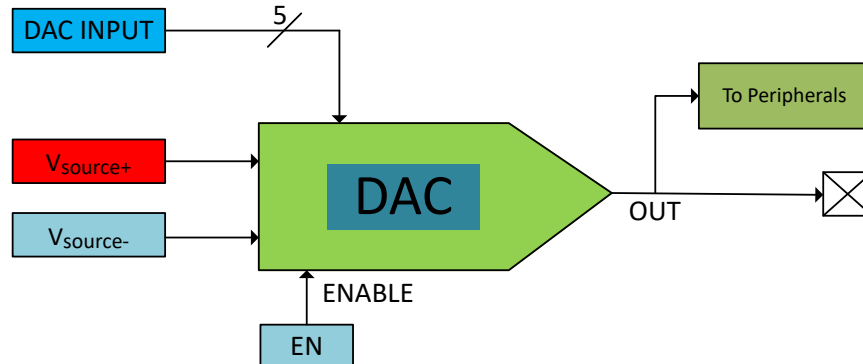 5
DAC INPUT
To Peripherals
Vsource+
DAC
Vsource-
OUT
ENABLE
EN